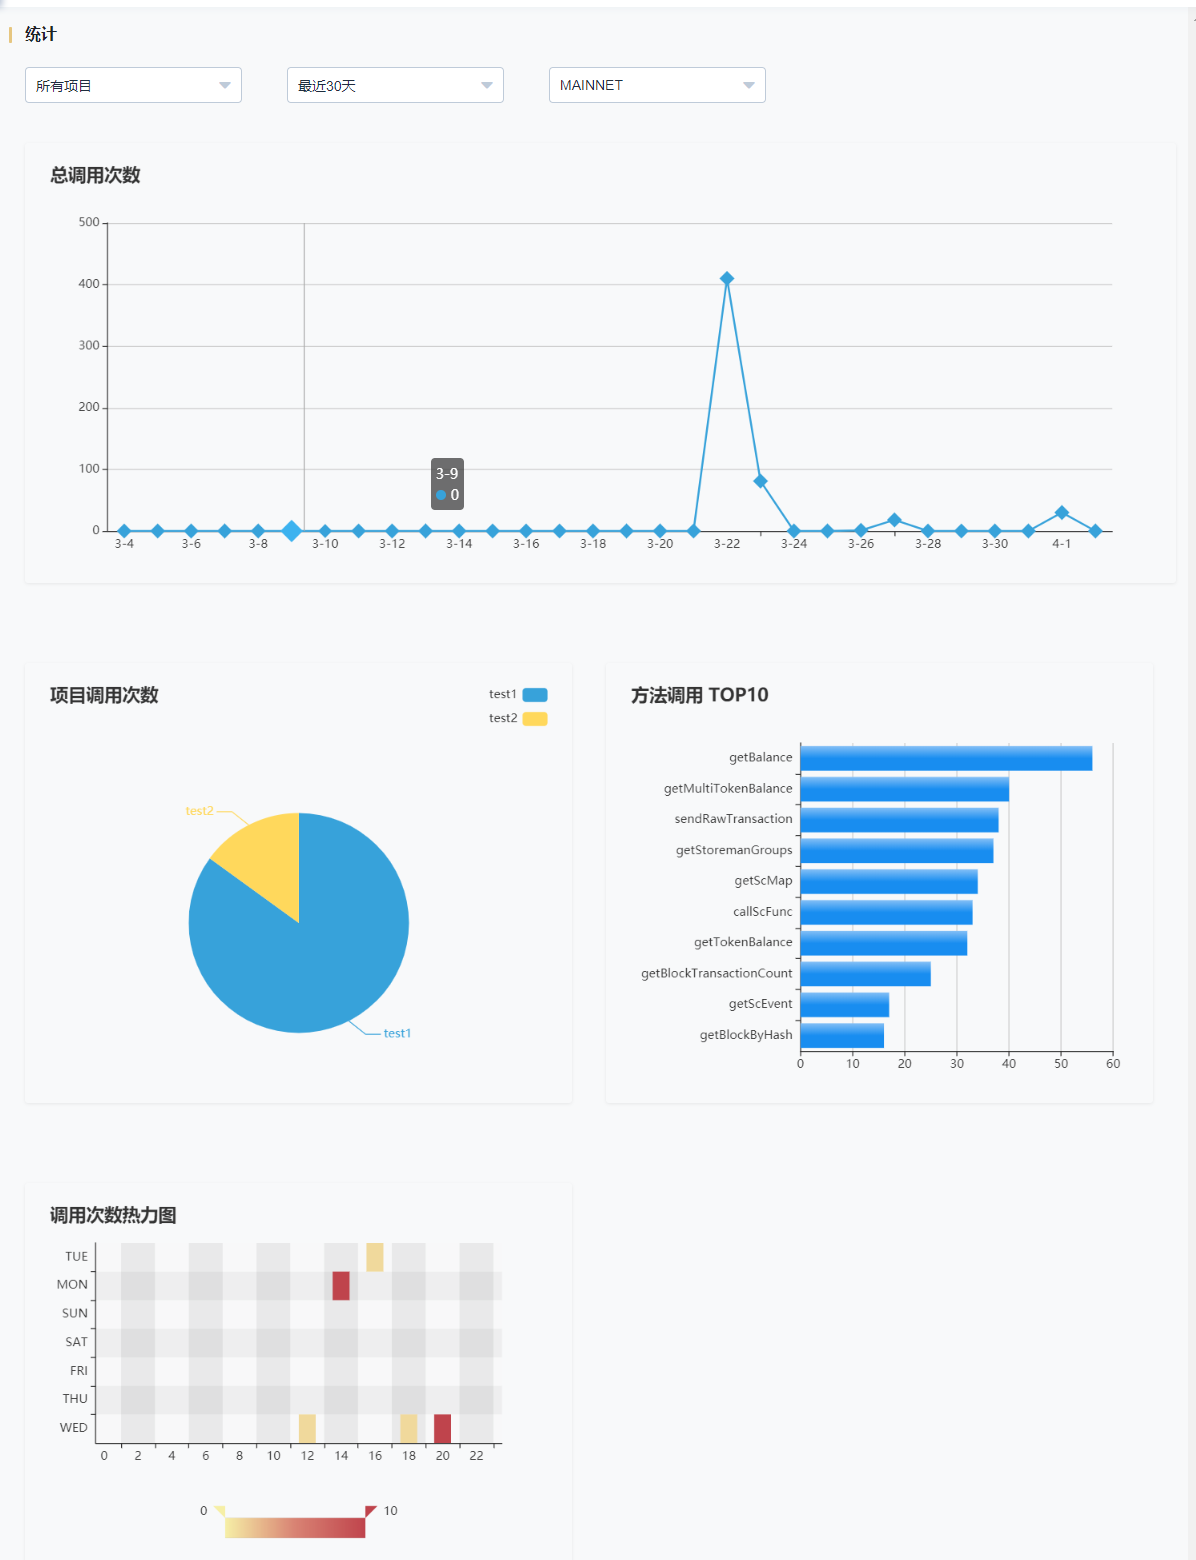 统计
所有项目
最近30天
MAINNET
总调用次数
500
400
300
200
100
0
3-9
0
3-4
3-6
3-8
3-10
3-12
3-14
3-16
3-18
3-20
3-22
3-24
3-26
3-28
3-30
4-1
项目调用次数
test1
test2
test2
test1
方法调用 TOP10
getBalance
getMultiTokenBalance
sendRawTransaction
getStoremanGroups
getScMap
callScFunc
getTokenBalance
getBlockTransactionCount
getScEvent
getBlockByHash
0
10
20
30
40
50
60
调用次数热力图
TUE
MON
SUN
SAT
FRI
THU
WED
0
2
4
6
8
10
12
14
16
18
20
22
0
10